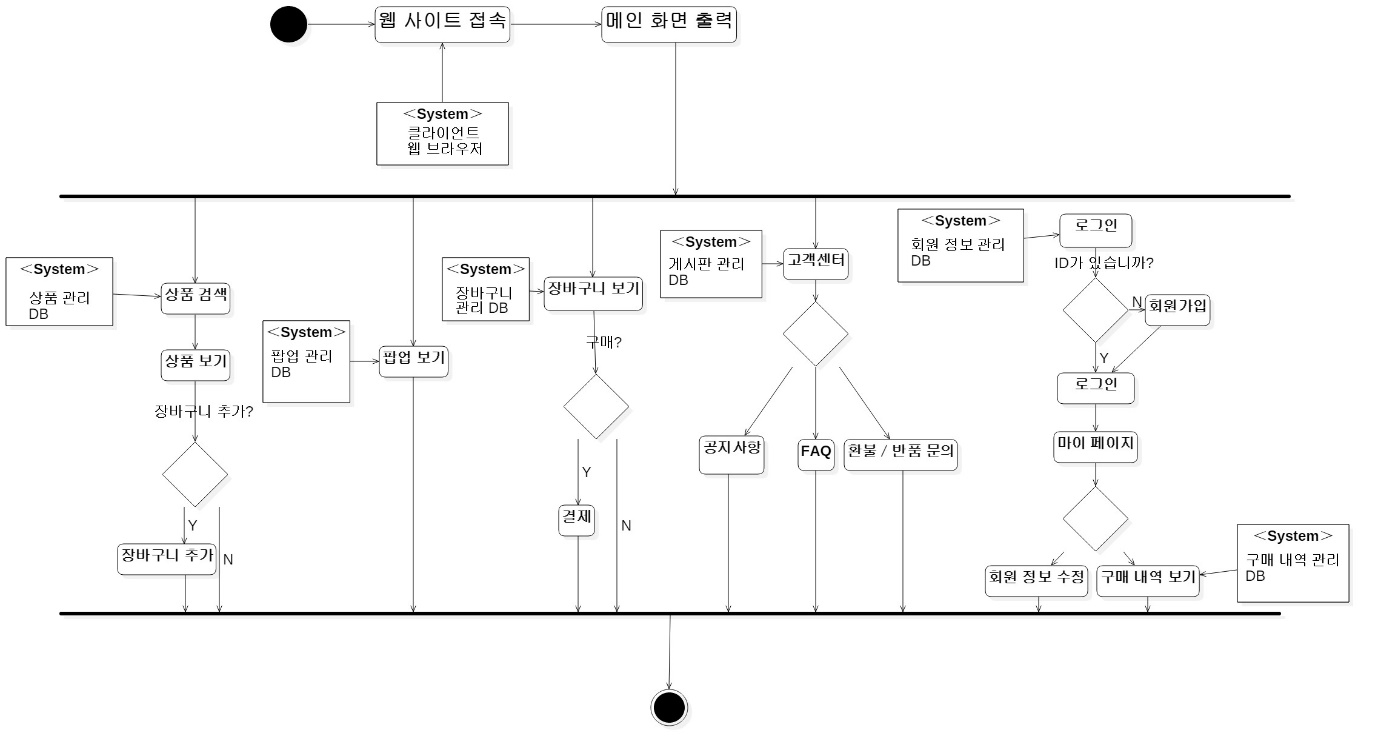 웹 사이트 접속
메인 화면 출력
<System>
클라이언트
웹 브라우저
<System>
상품 관리
DB
상품 검색
상품 보기
장바구니 추가?
Y
N
장바구니 추가
<System>
팝업 관리
DB
팝업 보기
<System>
장바구니
관리 DB
장바구니 보기
구매?
Y
N
결제
<System>
게시판 관리
DB
고객센터
공지사항
FAQ
환불 / 반품 문의
<System>
회원 정보 관리
DB
로그인
ID가 있습니까?
N
회원가입
Y
로그인
마이 페이지
회원 정보 수정
구매 내역 보기
<System>
구매 내역 관리
DB